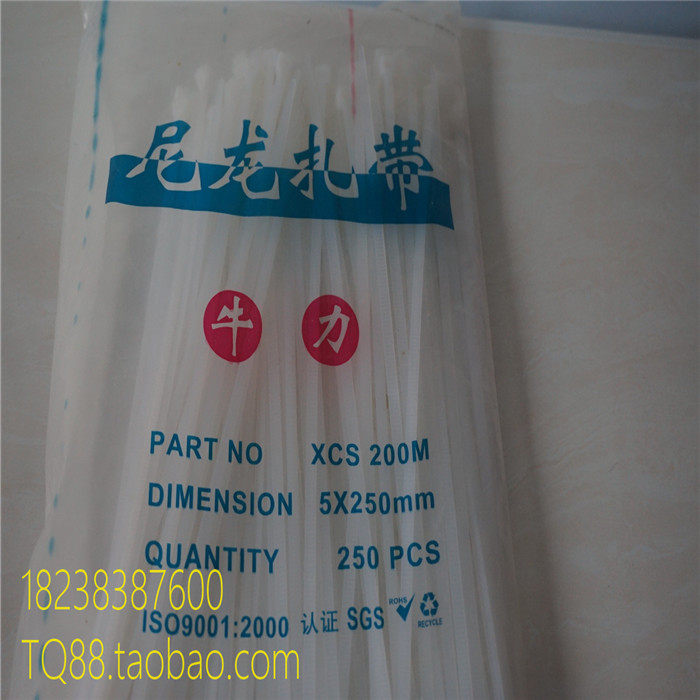 尼龙扎带
牛 力
PART NO XCS 200M
DIMENSION 5X250mm
QUANTITY 250 PCS
18238387600
ISO9001:2000 认证 SGS ROHS RECYCLE
TQ88.taobao.com